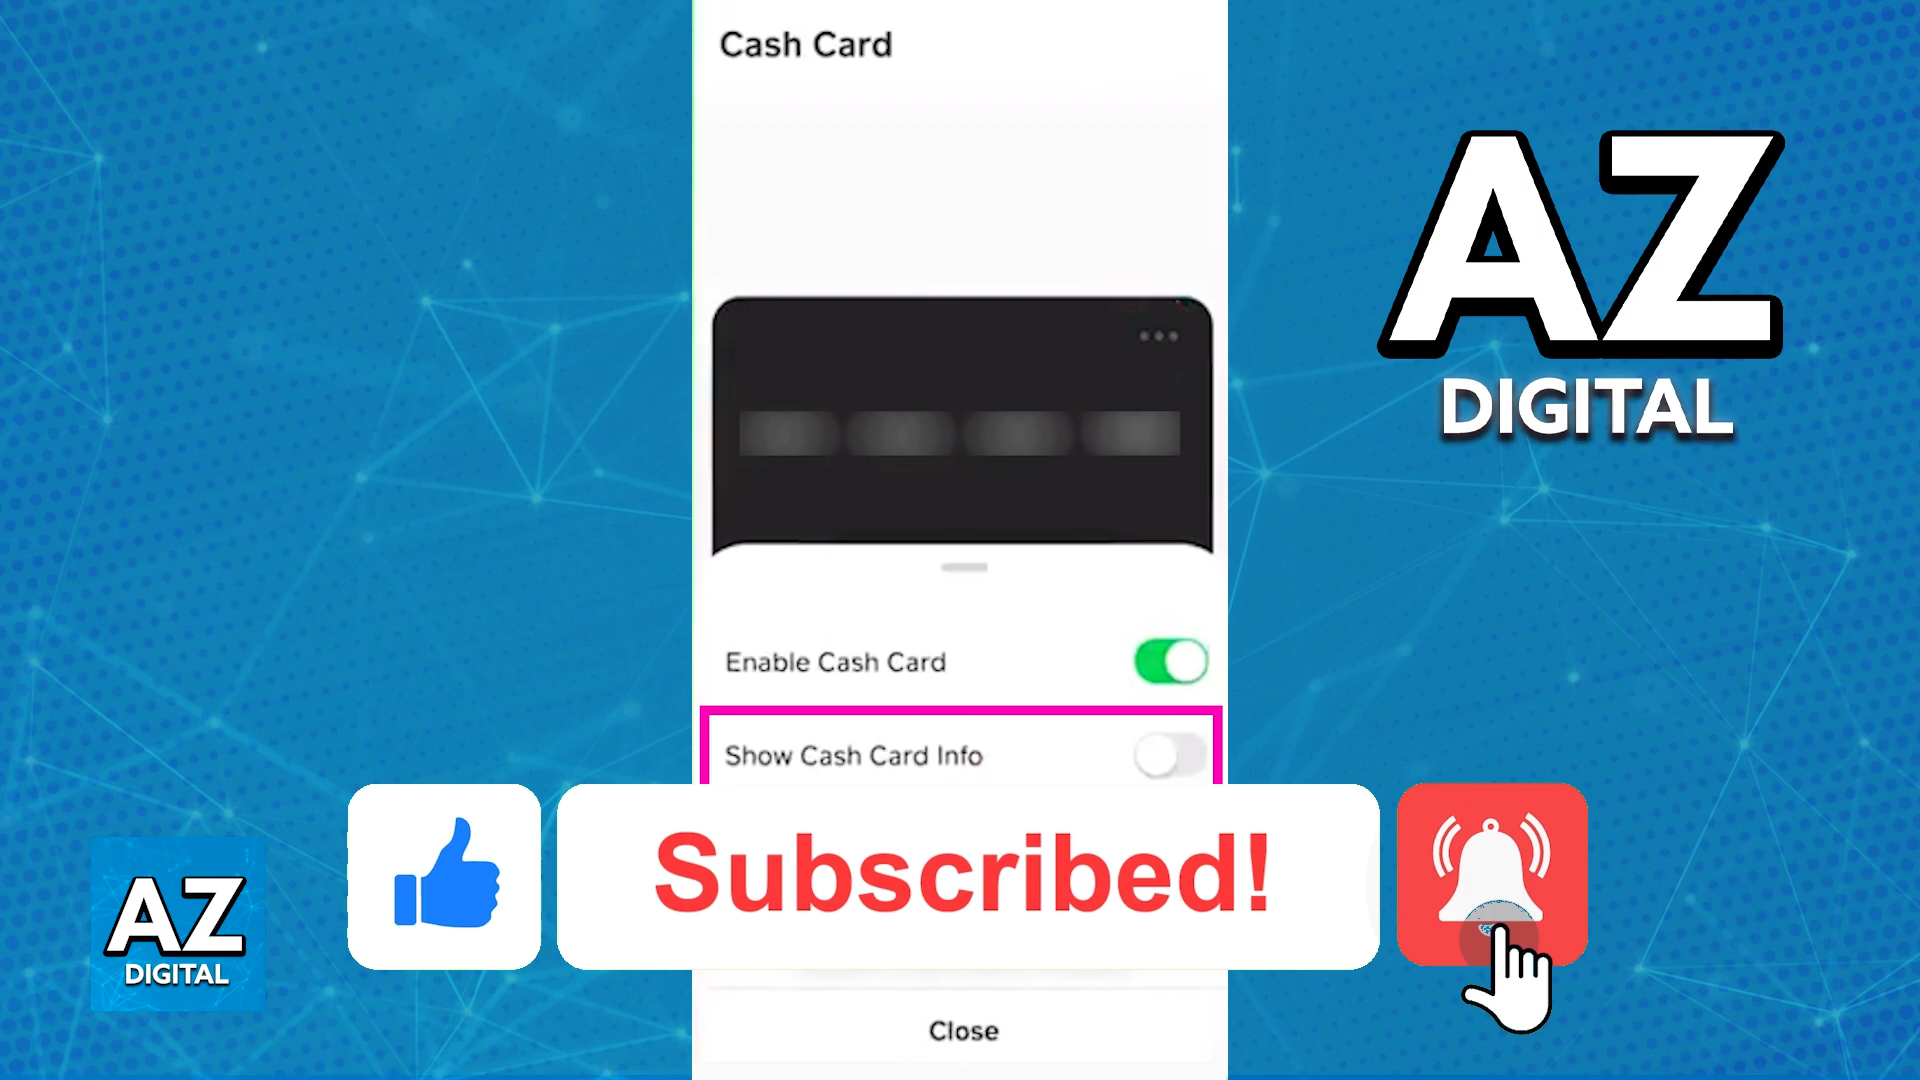 Cash Card
AZ
DIGITAL
Enable Cash Card
Show Cash Card Info
Subscribed!
AZ
DIGITAL
Close